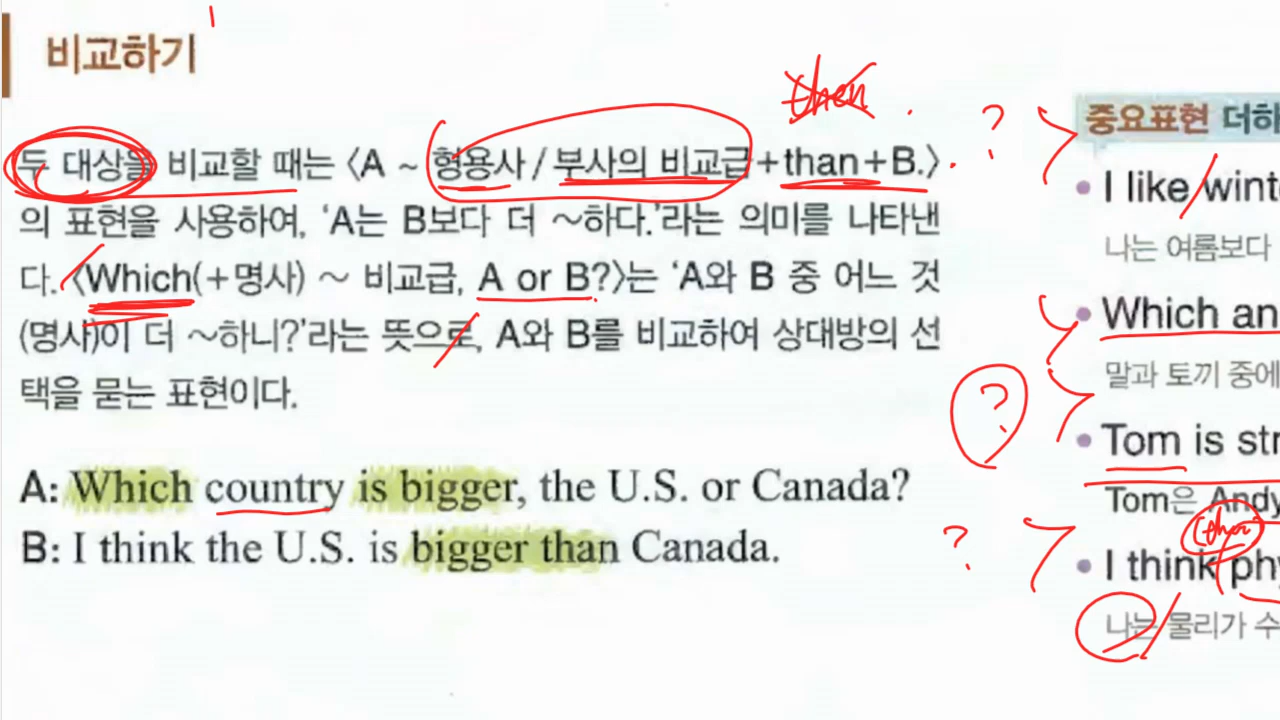 비교하기
then
두 대상을 비교할 때는 〈A ~ 형용사 / 부사의 비교급+than+B.〉
의 표현을 사용하여, 'A는 B보다 더 ~하다.'라는 의미를 나타낸
다. 〈Which(+명사) ~ 비교급, A or B?〉는 'A와 B 중 어느 것
(명사)이 더 ~하니?'라는 뜻으로, A와 B를 비교하여 상대방의 선
택을 묻는 표현이다.
A: Which country is bigger, the U.S. or Canada?
B: I think the U.S. is bigger than Canada.
?
?
?
중요표현 더하
• I like wint
나는 여름보다
• Which an
말과 토끼 중에
• Tom is str
Tom은 Andy
• I think phy
나는 물리가 수